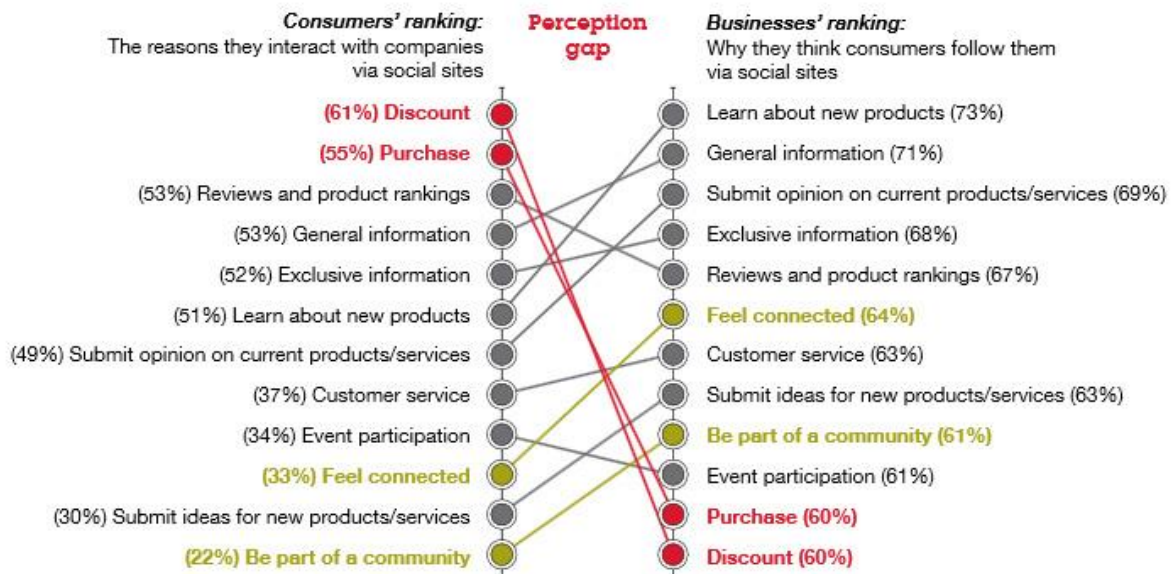 Consumers' ranking:
The reasons they interact with companies
via social sites
Perception
gap
Businesses' ranking:
Why they think consumers follow them
via social sites
(61%) Discount
(55%) Purchase
(53%) Reviews and product rankings
(53%) General information
(52%) Exclusive information
(51%) Learn about new products
(49%) Submit opinion on current products/services
(37%) Customer service
(34%) Event participation
(33%) Feel connected
(30%) Submit ideas for new products/services
(22%) Be part of a community
Learn about new products (73%)
General information (71%)
Submit opinion on current products/services (69%)
Exclusive information (68%)
Reviews and product rankings (67%)
Feel connected (64%)
Customer service (63%)
Submit ideas for new products/services (63%)
Be part of a community (61%)
Event participation (61%)
Purchase (60%)
Discount (60%)